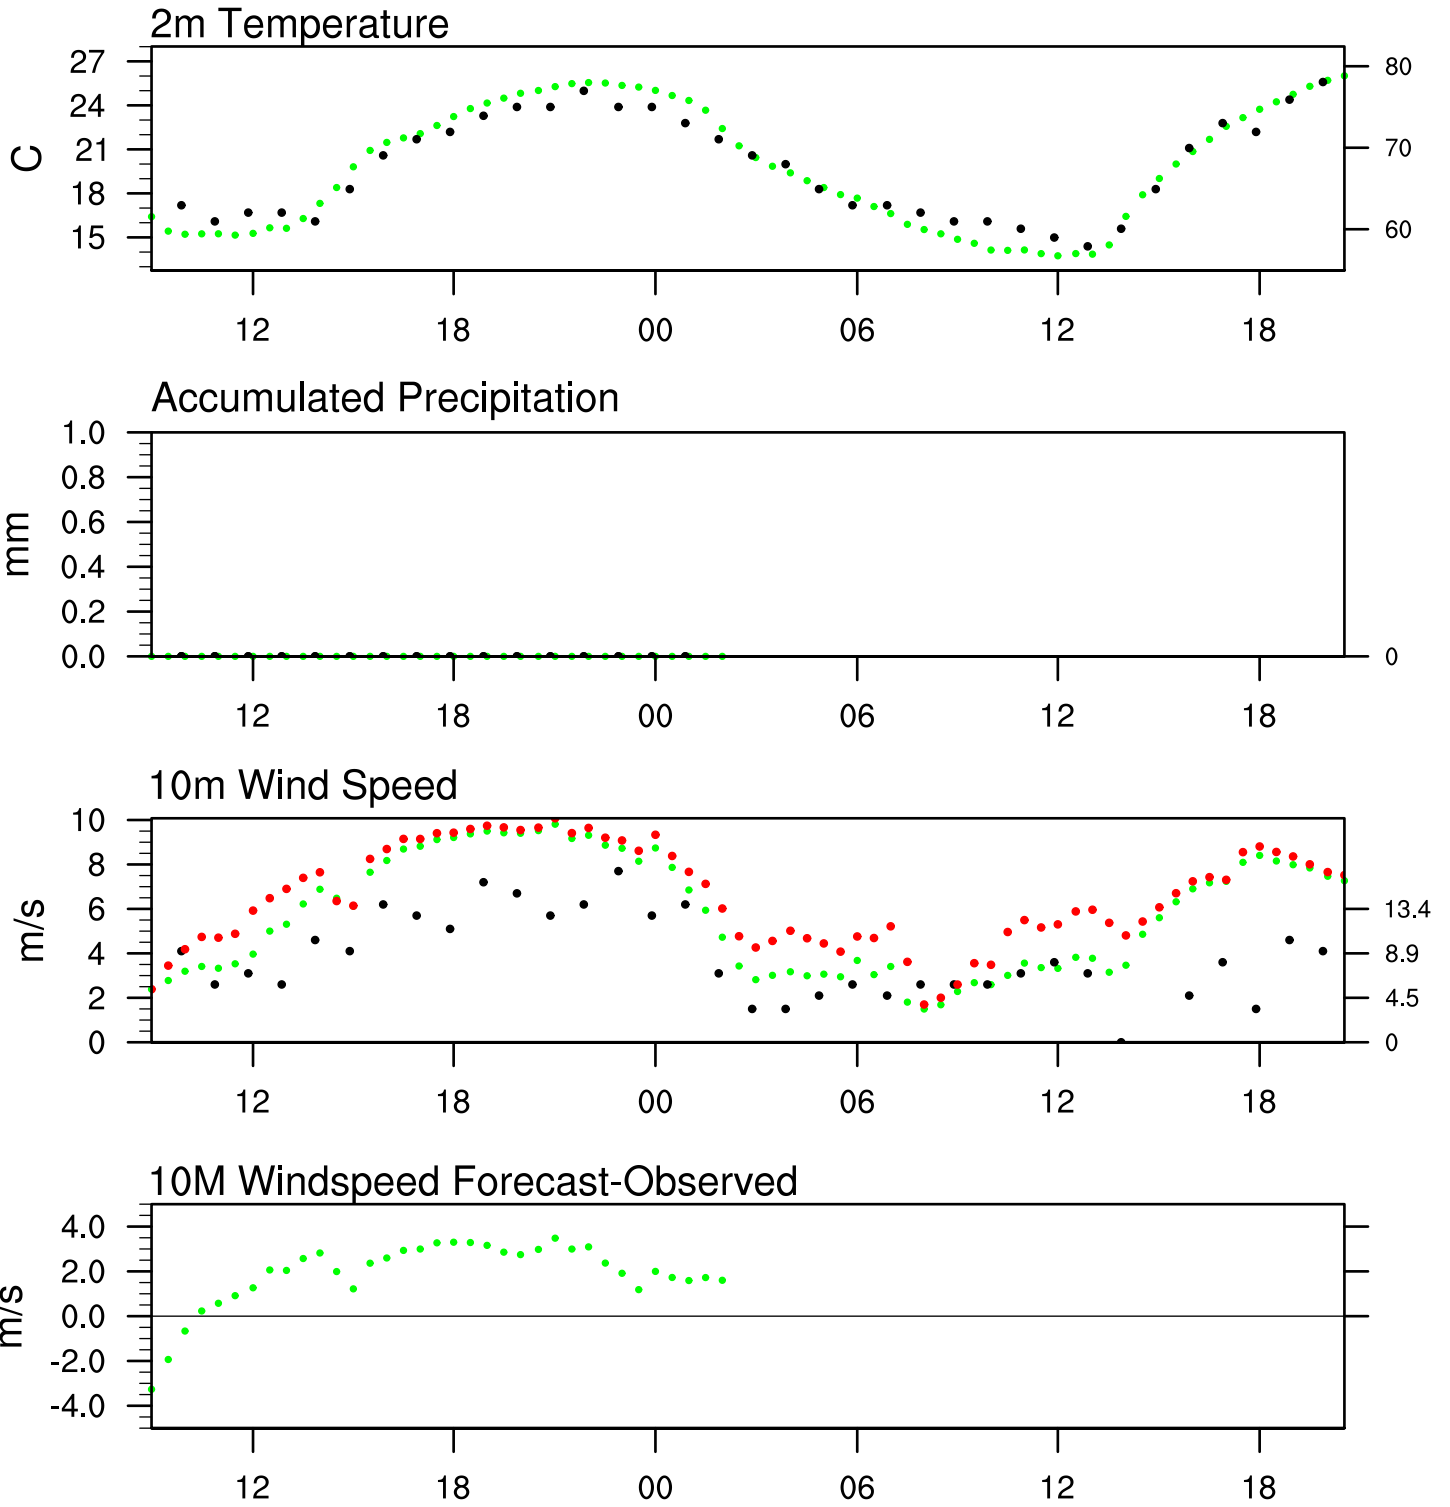 2m Temperature
27
24
21
18
15
C
80
70
60
12 18 00 06 12 18
Accumulated Precipitation
1.0
0.8
0.6
0.4
0.2
0.0
mm
0
12 18 00 06 12 18
10m Wind Speed
10
8
6
4
2
0
m/s
13.4
8.9
4.5
0
12 18 00 06 12 18
10M Windspeed Forecast-Observed
4.0
2.0
0.0
-2.0
-4.0
m/s
12 18 00 06 12 18